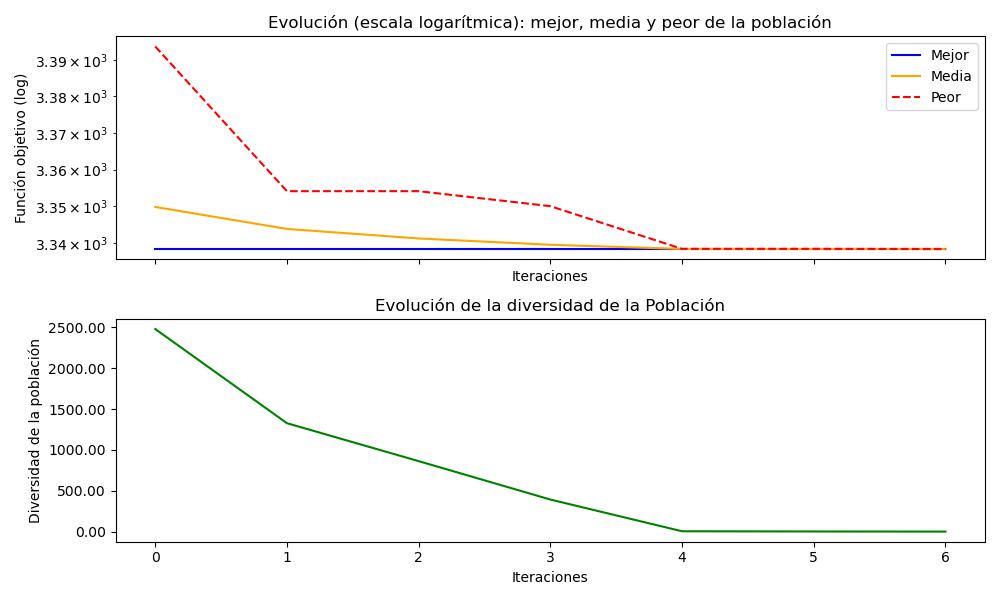 Evolución (escala logarítmica): mejor, media y peor de la población
Función objetivo (log)
3.39 × 10³
3.38 × 10³
3.37 × 10³
3.36 × 10³
3.35 × 10³
3.34 × 10³
Mejor
Media
Peor
Iteraciones
Evolución de la diversidad de la Población
Diversidad de la población
2500.00
2000.00
1500.00
1000.00
500.00
0.00
0 1 2 3 4 5 6
Iteraciones